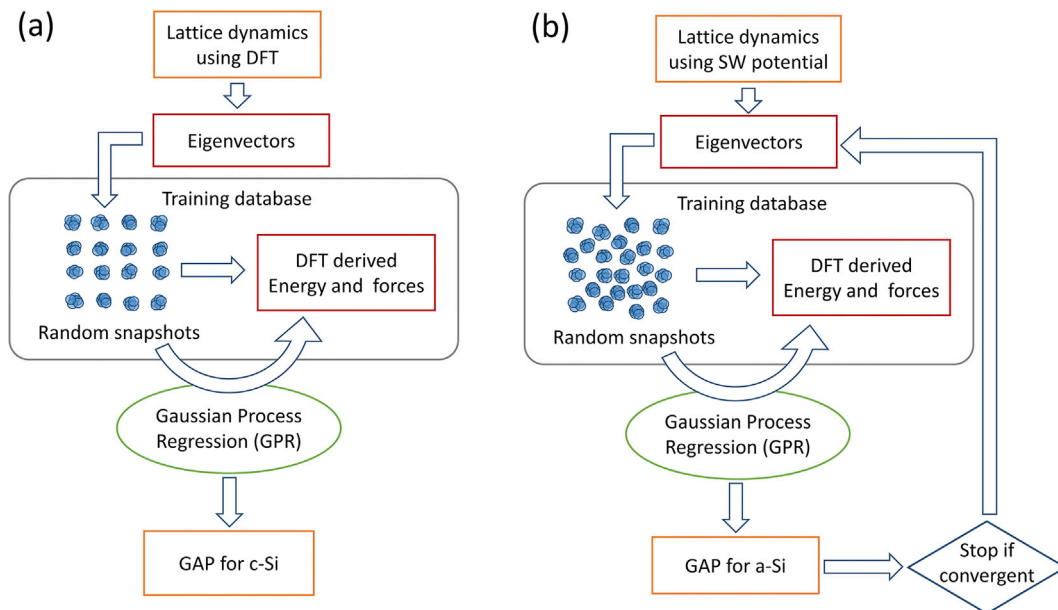 (a)
Lattice dynamics
using DFT
Eigenvectors
Training database
DFT derived
Energy and forces
Random snapshots
Gaussian Process
Regression (GPR)
GAP for c-Si
(b)
Lattice dynamics
using SW potential
Eigenvectors
Training database
DFT derived
Energy and forces
Random snapshots
Gaussian Process
Regression (GPR)
GAP for a-Si
Stop if
convergent